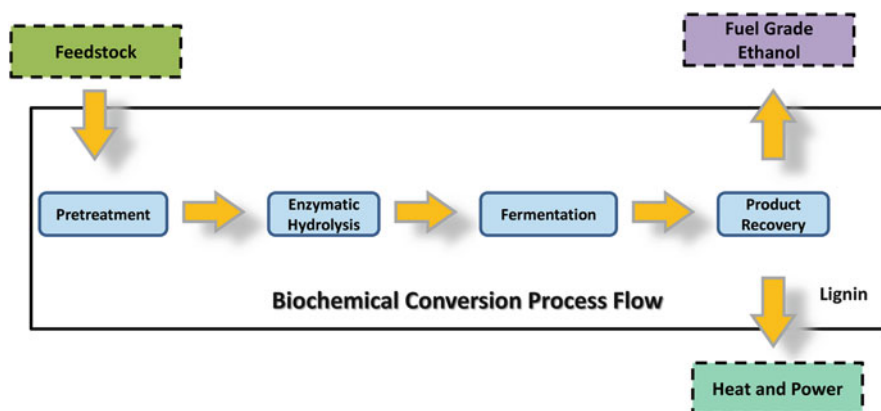 Feedstock
Fuel Grade
Ethanol
Pretreatment
Enzymatic
Hydrolysis
Fermentation
Product
Recovery
Biochemical Conversion Process Flow
Lignin
Heat and Power